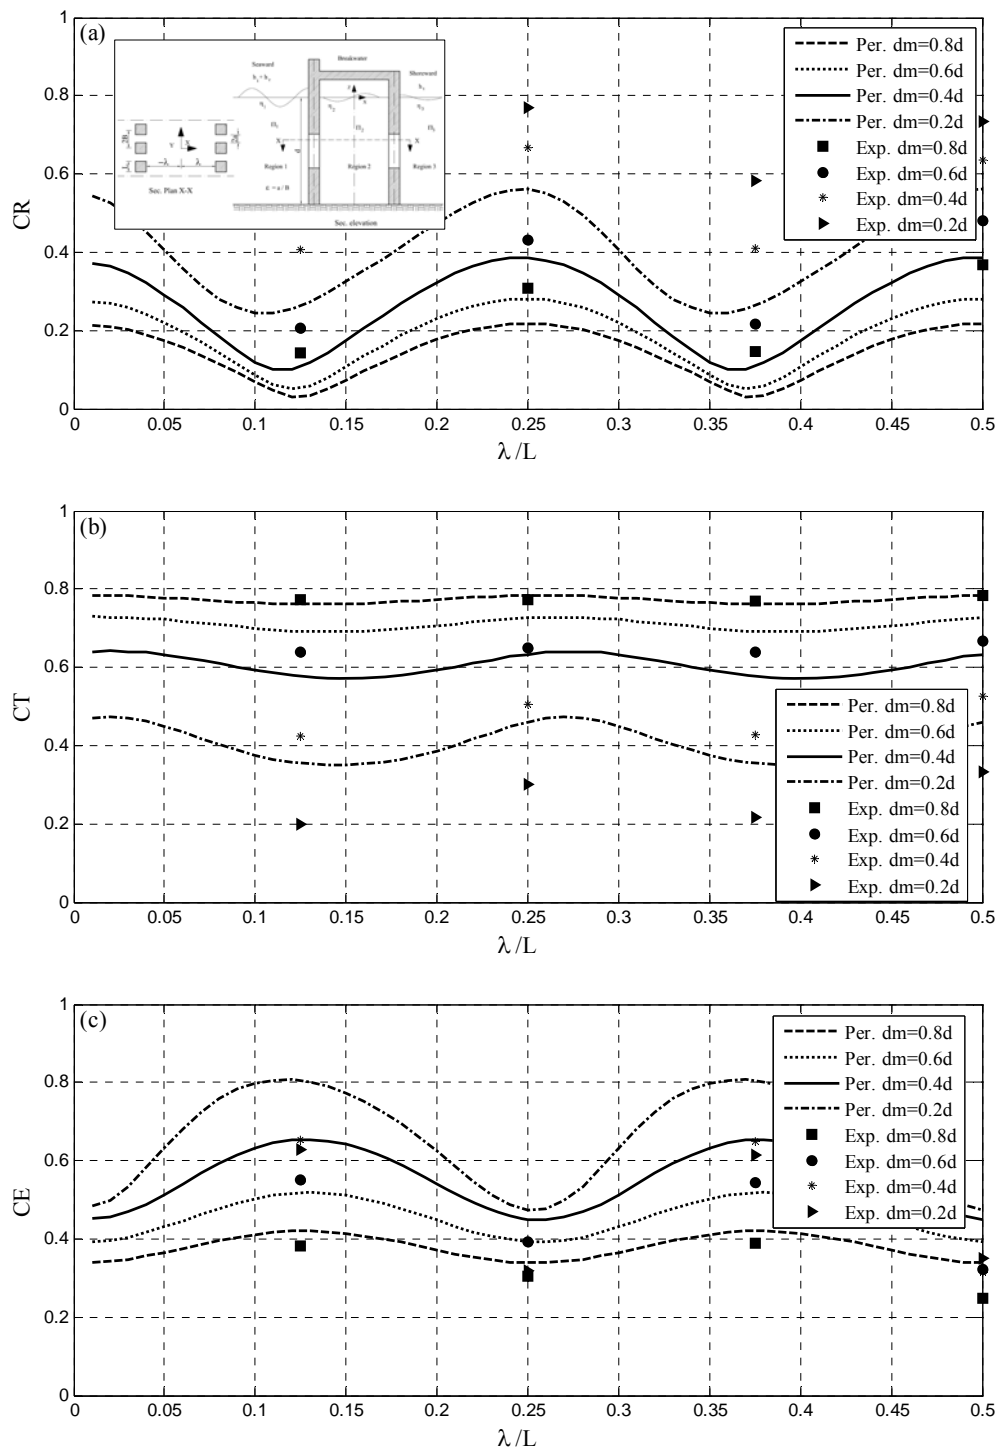 (a)
CR
1
0.8
0.6
0.4
0.2
0
0 0.05 0.1 0.15 0.2 0.25 0.3 0.35 0.4 0.45 0.5
λ/L
Seaward
Breakwater
Shoreward
Region 1
Region 2
Region 3
ε = a / B
d
X
X
Sec. elevation
2B
Y
-λ
λ
Sec. Plan X-X
Per. dm=0.8d
Per. dm=0.6d
Per. dm=0.4d
Per. dm=0.2d
Exp. dm=0.8d
Exp. dm=0.6d
Exp. dm=0.4d
Exp. dm=0.2d
(b)
CT
1
0.8
0.6
0.4
0.2
0
0 0.05 0.1 0.15 0.2 0.25 0.3 0.35 0.4 0.45 0.5
λ/L
Per. dm=0.8d
Per. dm=0.6d
Per. dm=0.4d
Per. dm=0.2d
Exp. dm=0.8d
Exp. dm=0.6d
Exp. dm=0.4d
Exp. dm=0.2d
(c)
CE
1
0.8
0.6
0.4
0.2
0
0 0.05 0.1 0.15 0.2 0.25 0.3 0.35 0.4 0.45 0.5
λ/L
Per. dm=0.8d
Per. dm=0.6d
Per. dm=0.4d
Per. dm=0.2d
Exp. dm=0.8d
Exp. dm=0.6d
Exp. dm=0.4d
Exp. dm=0.2d